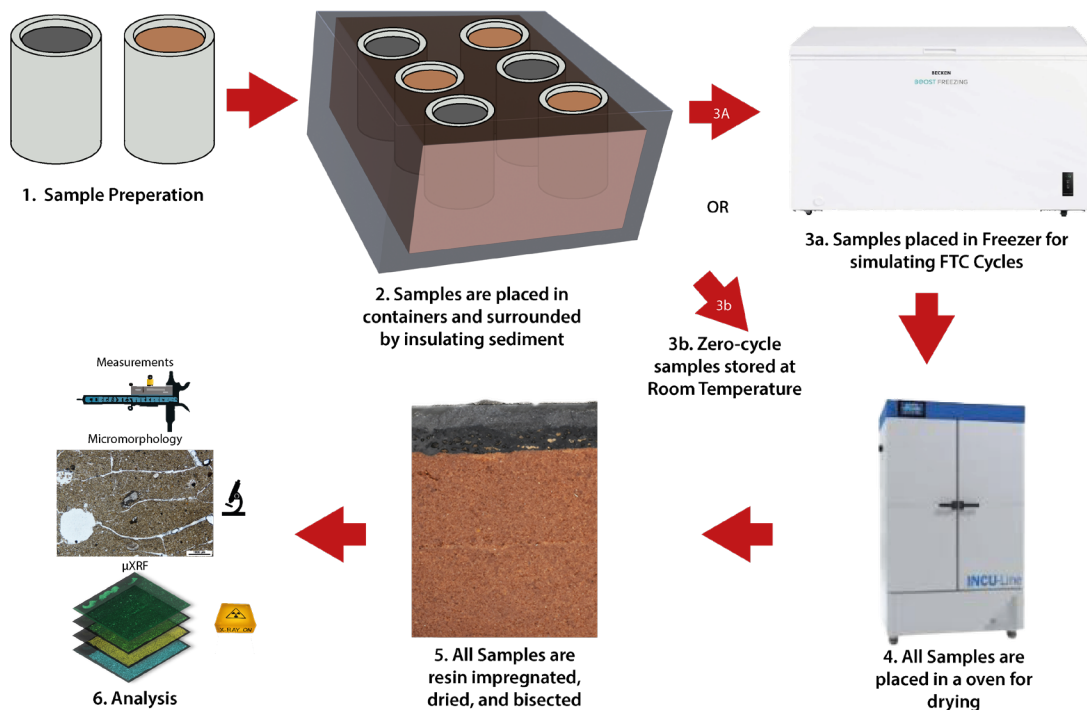 1. Sample Preperation
2. Samples are placed in
containers and surrounded
by insulating sediment
3A
OR
3b
BECKEN
BOOST FREEZING
3a. Samples placed in Freezer for
simulating FTC Cycles
3b. Zero-cycle
samples stored at
Room Temperature
INCU-Line
4. All Samples are
placed in a oven for
drying
5. All Samples are
resin impregnated,
dried, and bisected
Measurements
Micromorphology
μXRF
X-RAY ON
6. Analysis